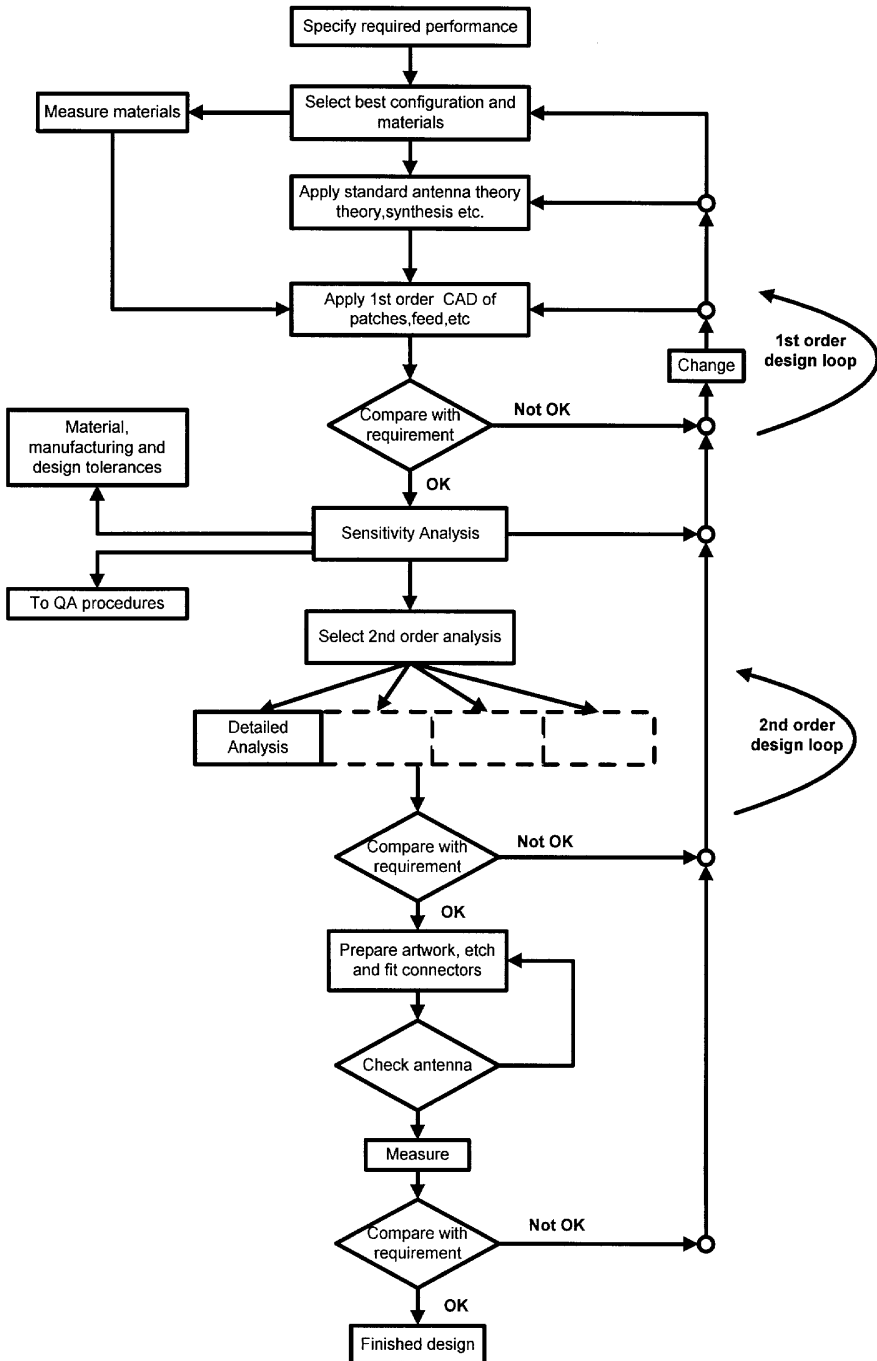 Specify required performance
Select best configuration and
materials
Measure materials
Apply standard antenna theory
theory,synthesis etc.
Apply 1st order CAD of
patches,feed,etc
1st order
design loop
Change
Compare with
requirement
Not OK
Material,
manufacturing and
design tolerances
OK
Sensitivity Analysis
To QA procedures
Select 2nd order analysis
Detailed
Analysis
2nd order
design loop
Compare with
requirement
Not OK
OK
Prepare artwork, etch
and fit connectors
Check antenna
Measure
Compare with
requirement
Not OK
OK
Finished design